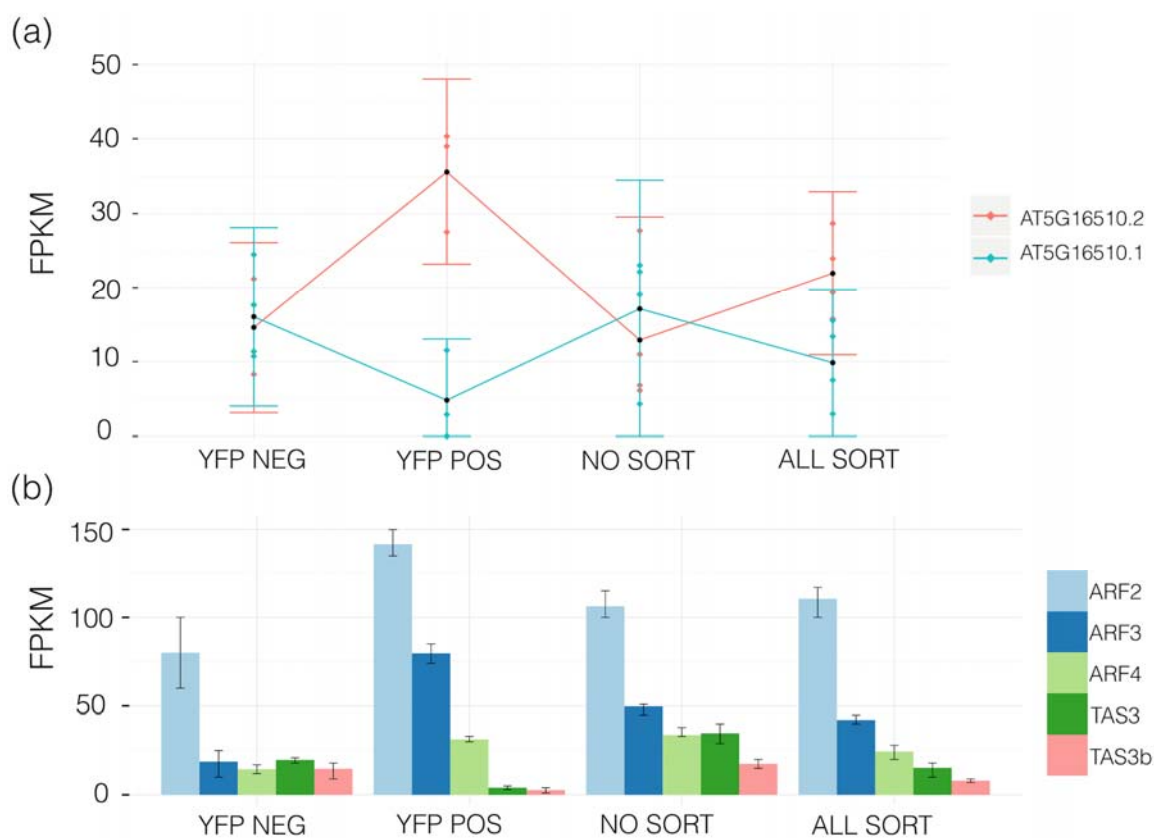 (a)
50
40
30
20
10
0
FPKM
YFP NEG YFP POS NO SORT ALL SORT
AT5G16510.2
AT5G16510.1
(b)
150
100
50
0
FPKM
YFP NEG YFP POS NO SORT ALL SORT
ARF2
ARF3
ARF4
TAS3
TAS3b